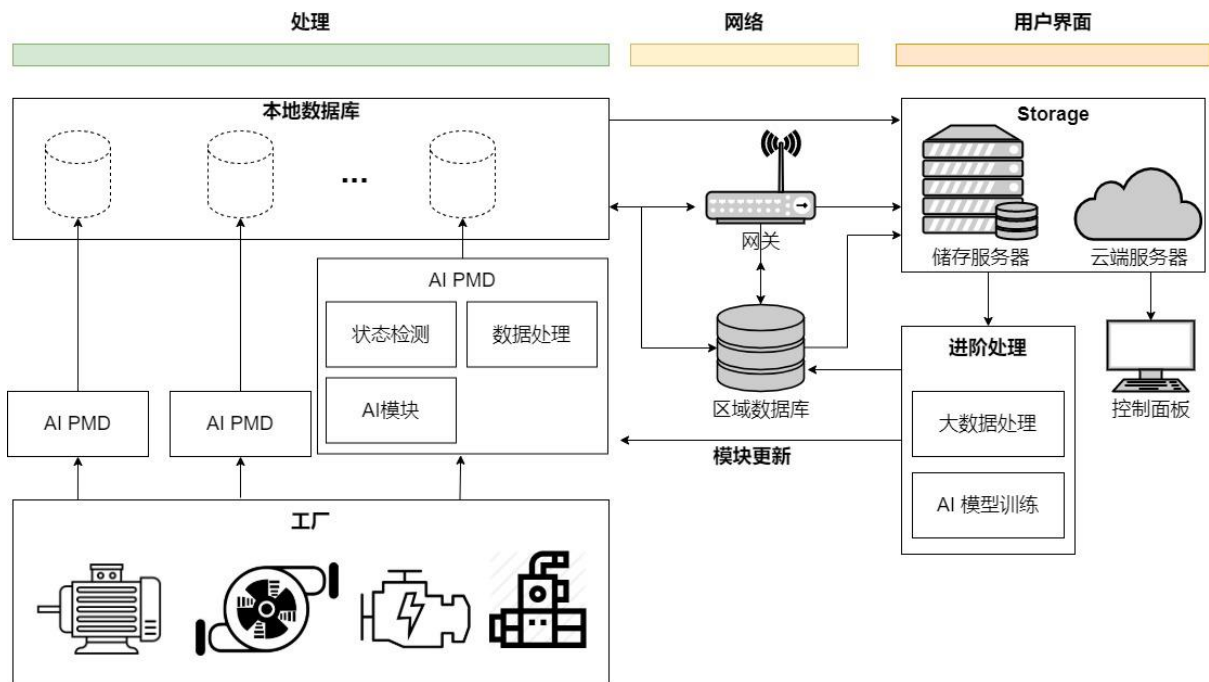 处理
网络
用户界面
本地数据库
...
Storage
储存服务器
云端服务器
网关
AI PMD
状态检测
数据处理
AI模块
AI PMD
AI PMD
区域数据库
进阶处理
大数据处理
AI 模型训练
控制面板
模块更新
工厂